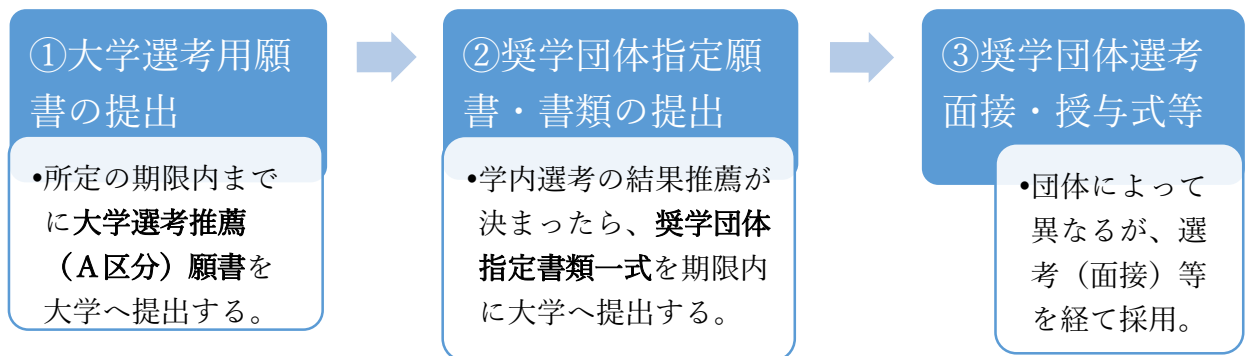 ①大学選考用願
書の提出
•所定の期限内まで
に大学選考推薦
（A区分）願書を
大学へ提出する。
②奨学団体指定願
書・書類の提出
•学内選考の結果推薦が
決まったら、奨学団体
指定書類一式を期限内
に大学へ提出する。
③奨学団体選考
面接・授与式等
•団体によって
異なるが、選
考（面接）等
を経て採用。